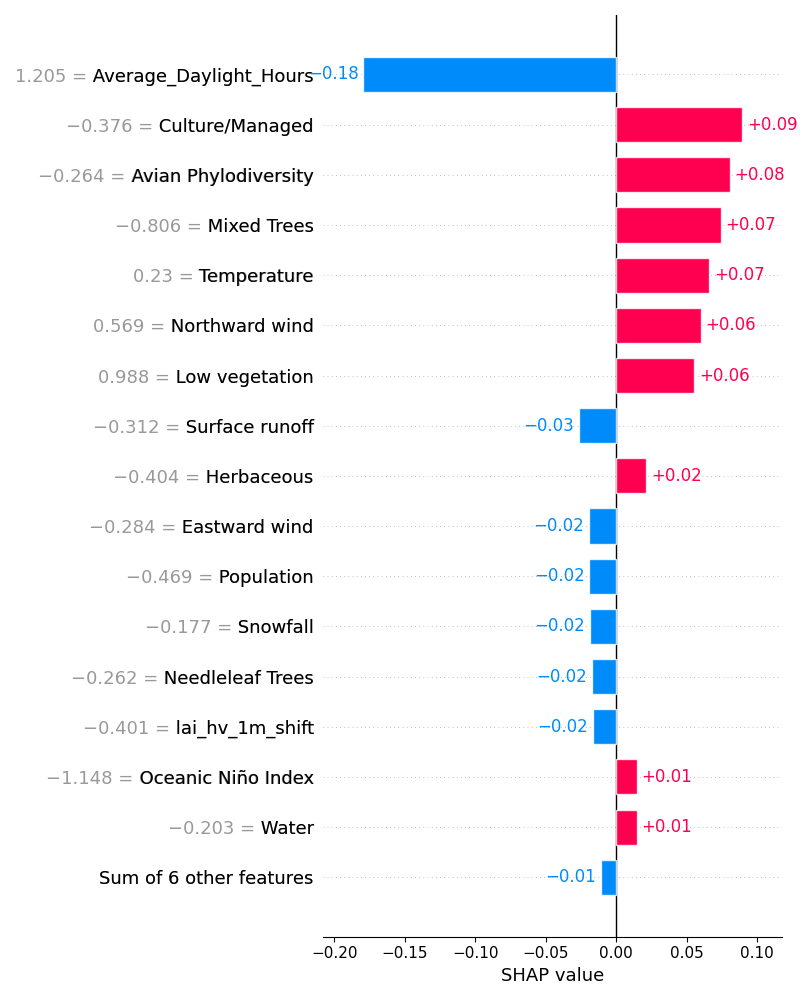 1.205 = Average_Daylight_Hours −0.18
−0.376 = Culture/Managed +0.09
−0.264 = Avian Phylodiversity +0.08
−0.806 = Mixed Trees +0.07
0.23 = Temperature +0.07
0.569 = Northward wind +0.06
0.988 = Low vegetation +0.06
−0.312 = Surface runoff −0.03
−0.404 = Herbaceous +0.02
−0.284 = Eastward wind −0.02
−0.469 = Population −0.02
−0.177 = Snowfall −0.02
−0.262 = Needleleaf Trees −0.02
−0.401 = lai_hv_1m_shift −0.02
−1.148 = Oceanic Niño Index +0.01
−0.203 = Water +0.01
Sum of 6 other features −0.01
−0.20 −0.15 −0.10 −0.05 0.00 0.05 0.10
SHAP value